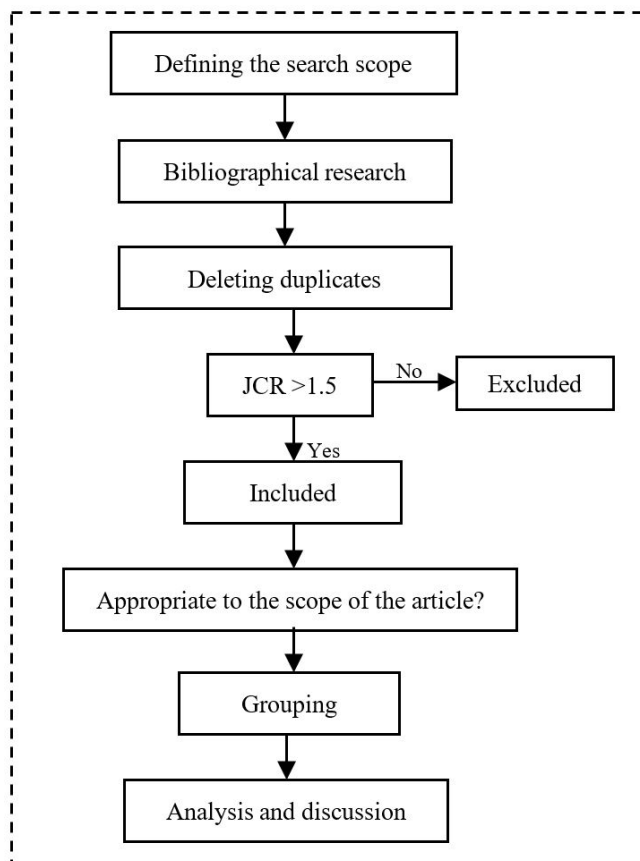 Defining the search scope
Bibliographical research
Deleting duplicates
JCR >1.5
No
Excluded
Yes
Included
Appropriate to the scope of the article?
Grouping
Analysis and discussion